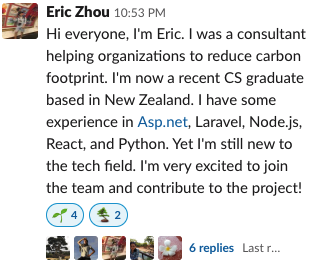 Eric Zhou 10:53 PM
Hi everyone, I'm Eric. I was a consultant
helping organizations to reduce carbon
footprint. I'm now a recent CS graduate
based in New Zealand. I have some
experience in Asp.net, Laravel, Node.js,
React, and Python. Yet I'm still new to
the tech field. I'm very excited to join
the team and contribute to the project!
4 2
6 replies Last r...